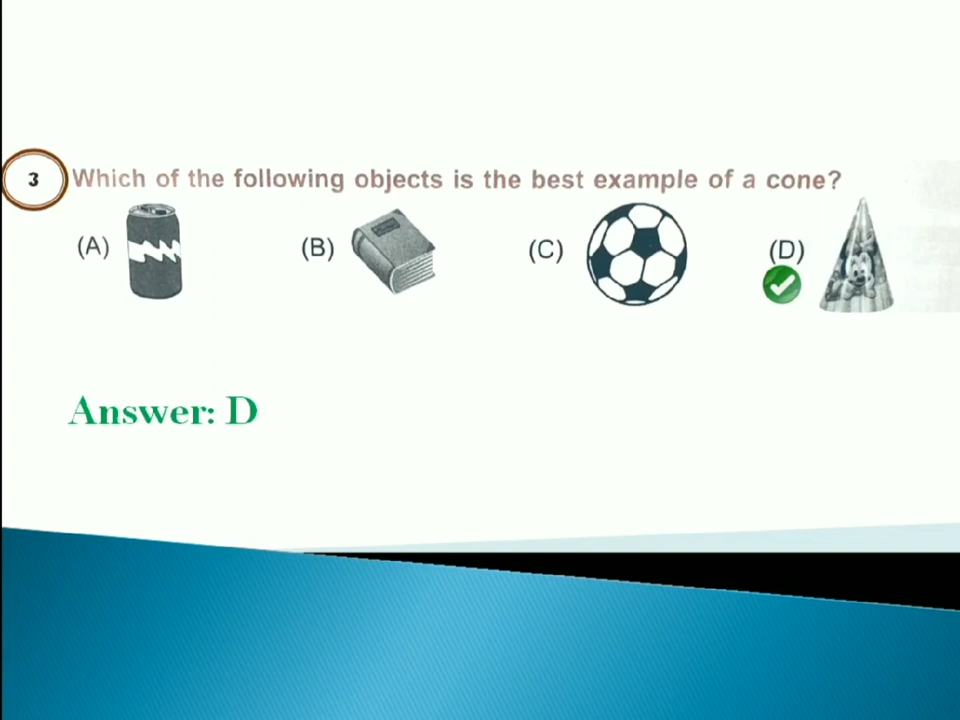 3 Which of the following objects is the best example of a cone?
(A) (B) (C) (D)
Answer: D